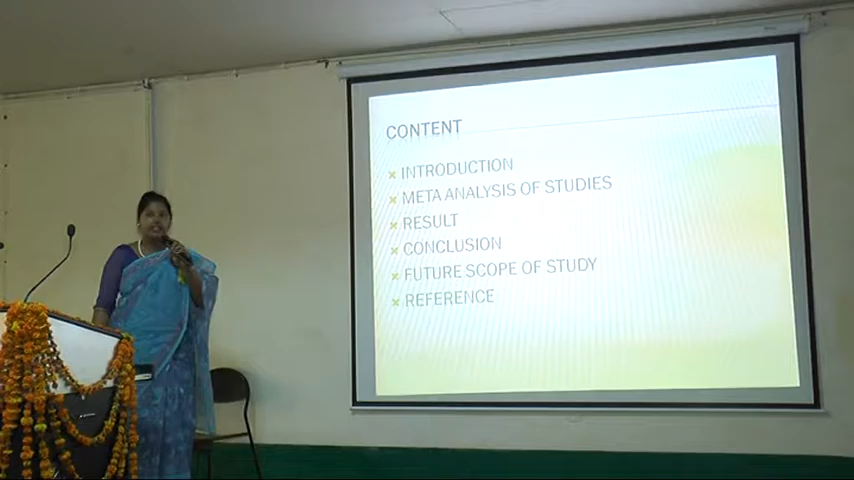 CONTENT
INTRODUCTION
META ANALYSIS OF STUDIES
RESULT
CONCLUSION
FUTURE SCOPE OF STUDY
REFERENCE